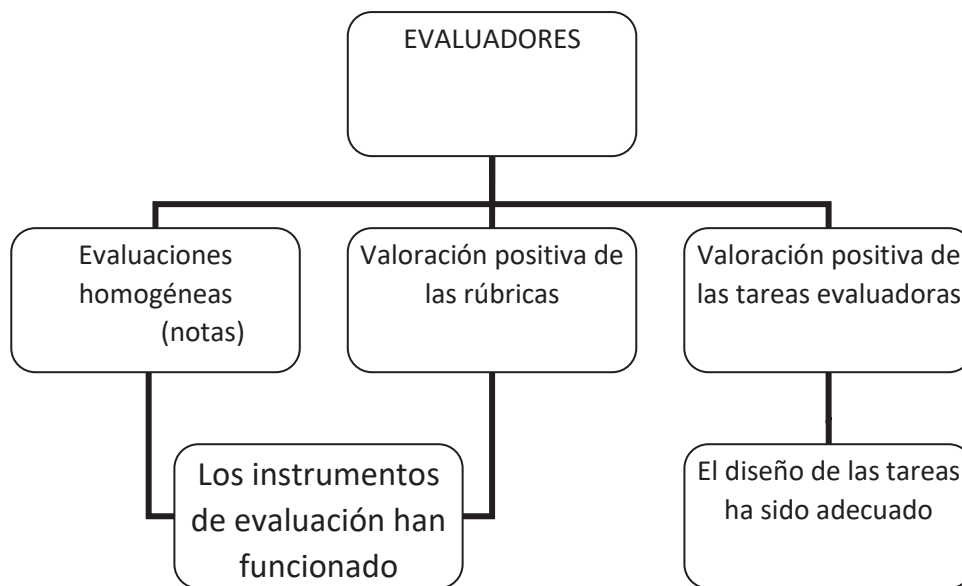 EVALUADORES
Evaluaciones
homogéneas
(notas)
Valoración positiva de
las rúbricas
Valoración positiva de
las tareas evaluadoras
Los instrumentos
de evaluación han
funcionado
El diseño de las tareas
ha sido adecuado